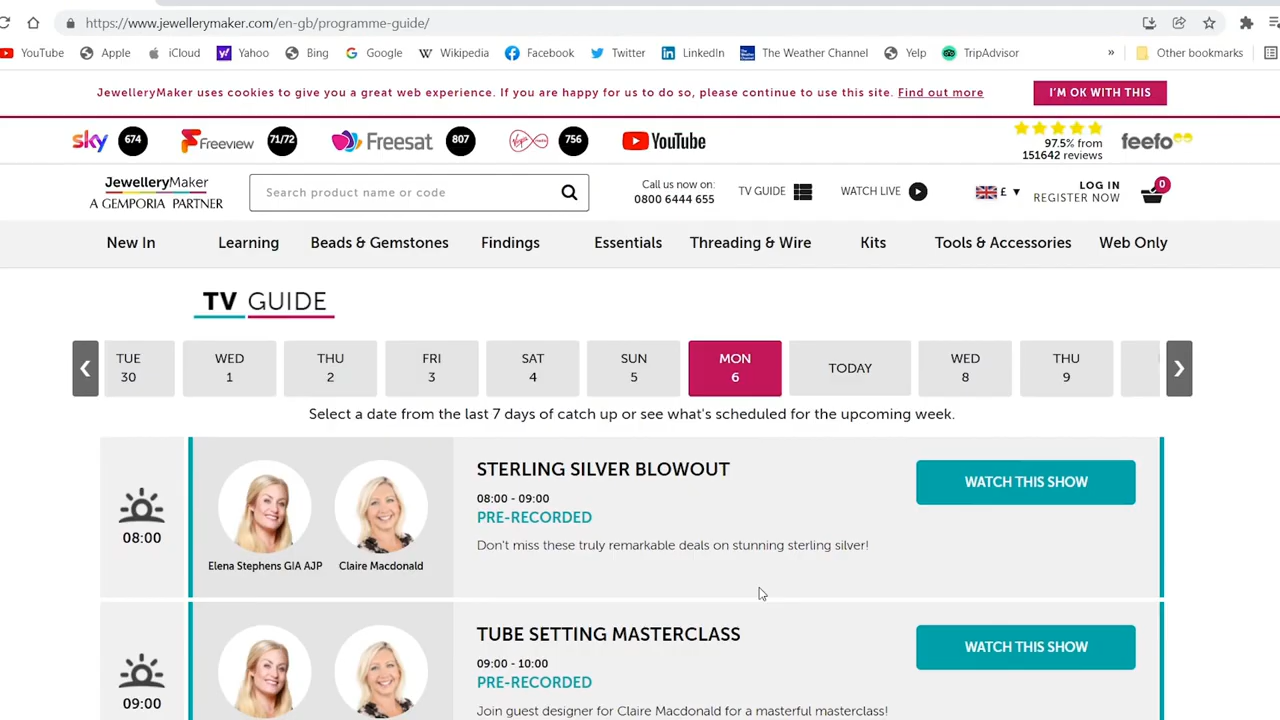 https://www.jewellerymaker.com/en-gb/programme-guide/
YouTube Apple iCloud Yahoo Bing Google Wikipedia Facebook Twitter LinkedIn The Weather Channel Yelp TripAdvisor » Other bookmarks
JewelleryMaker uses cookies to give you a great web experience. If you are happy for us to do so, please continue to use this site. Find out more I'M OK WITH THIS
sky 674 Freeview 71/72 Freesat 807 756 YouTube 97.5% from feefo
151642 reviews
JewelleryMaker
A GEMPORIA PARTNER
Search product name or code
Call us now on:
0800 6444 655
TV GUIDE
WATCH LIVE
£
LOG IN
REGISTER NOW
0
New In Learning Beads & Gemstones Findings Essentials Threading & Wire Kits Tools & Accessories Web Only
TV GUIDE
TUE WED THU FRI SAT SUN MON TODAY WED THU
30 1 2 3 4 5 6 8 9
Select a date from the last 7 days of catch up or see what's scheduled for the upcoming week.
08:00
Elena Stephens GIA AJP Claire Macdonald
STERLING SILVER BLOWOUT
08:00 - 09:00
PRE-RECORDED
Don't miss these truly remarkable deals on stunning sterling silver!
WATCH THIS SHOW
09:00
TUBE SETTING MASTERCLASS
09:00 - 10:00
PRE-RECORDED
Join guest designer for Claire Macdonald for a masterful masterclass!
WATCH THIS SHOW